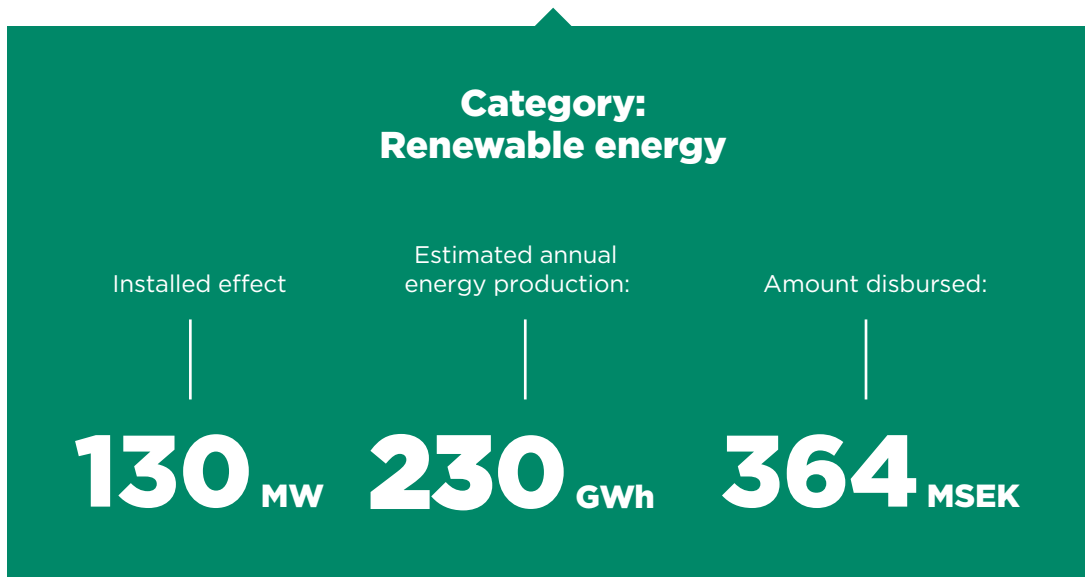 Category:
Renewable energy
Installed effect
Estimated annual
energy production:
Amount disbursed:
130 MW
230 GWh
364 MSEK